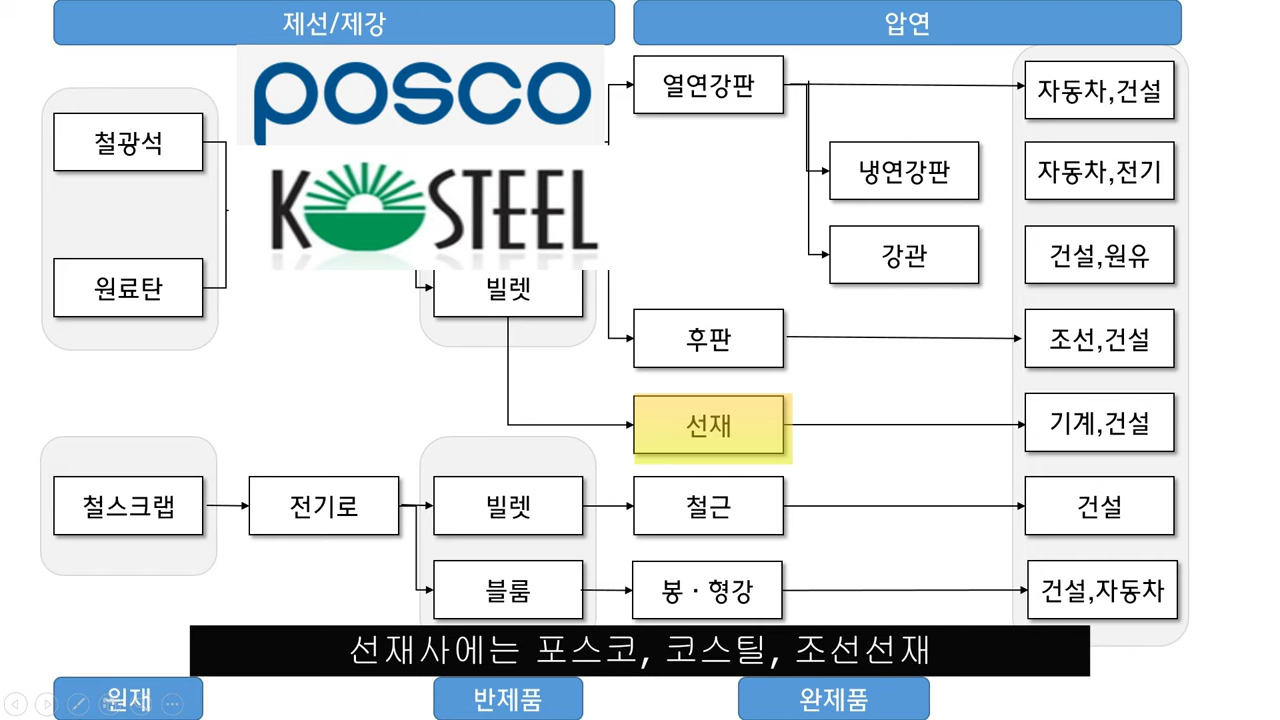 제선/제강
압연
posco
KOSTEEL
철광석
원료탄
빌렛
열연강판
냉연강판
강관
후판
선재
자동차,건설
자동차,전기
건설,원유
조선,건설
기계,건설
철스크랩
전기로
빌렛
철근
건설
블룸
봉·형강
건설,자동차
선재사에는 포스코, 코스틸, 조선선재
원재
반제품
완제품